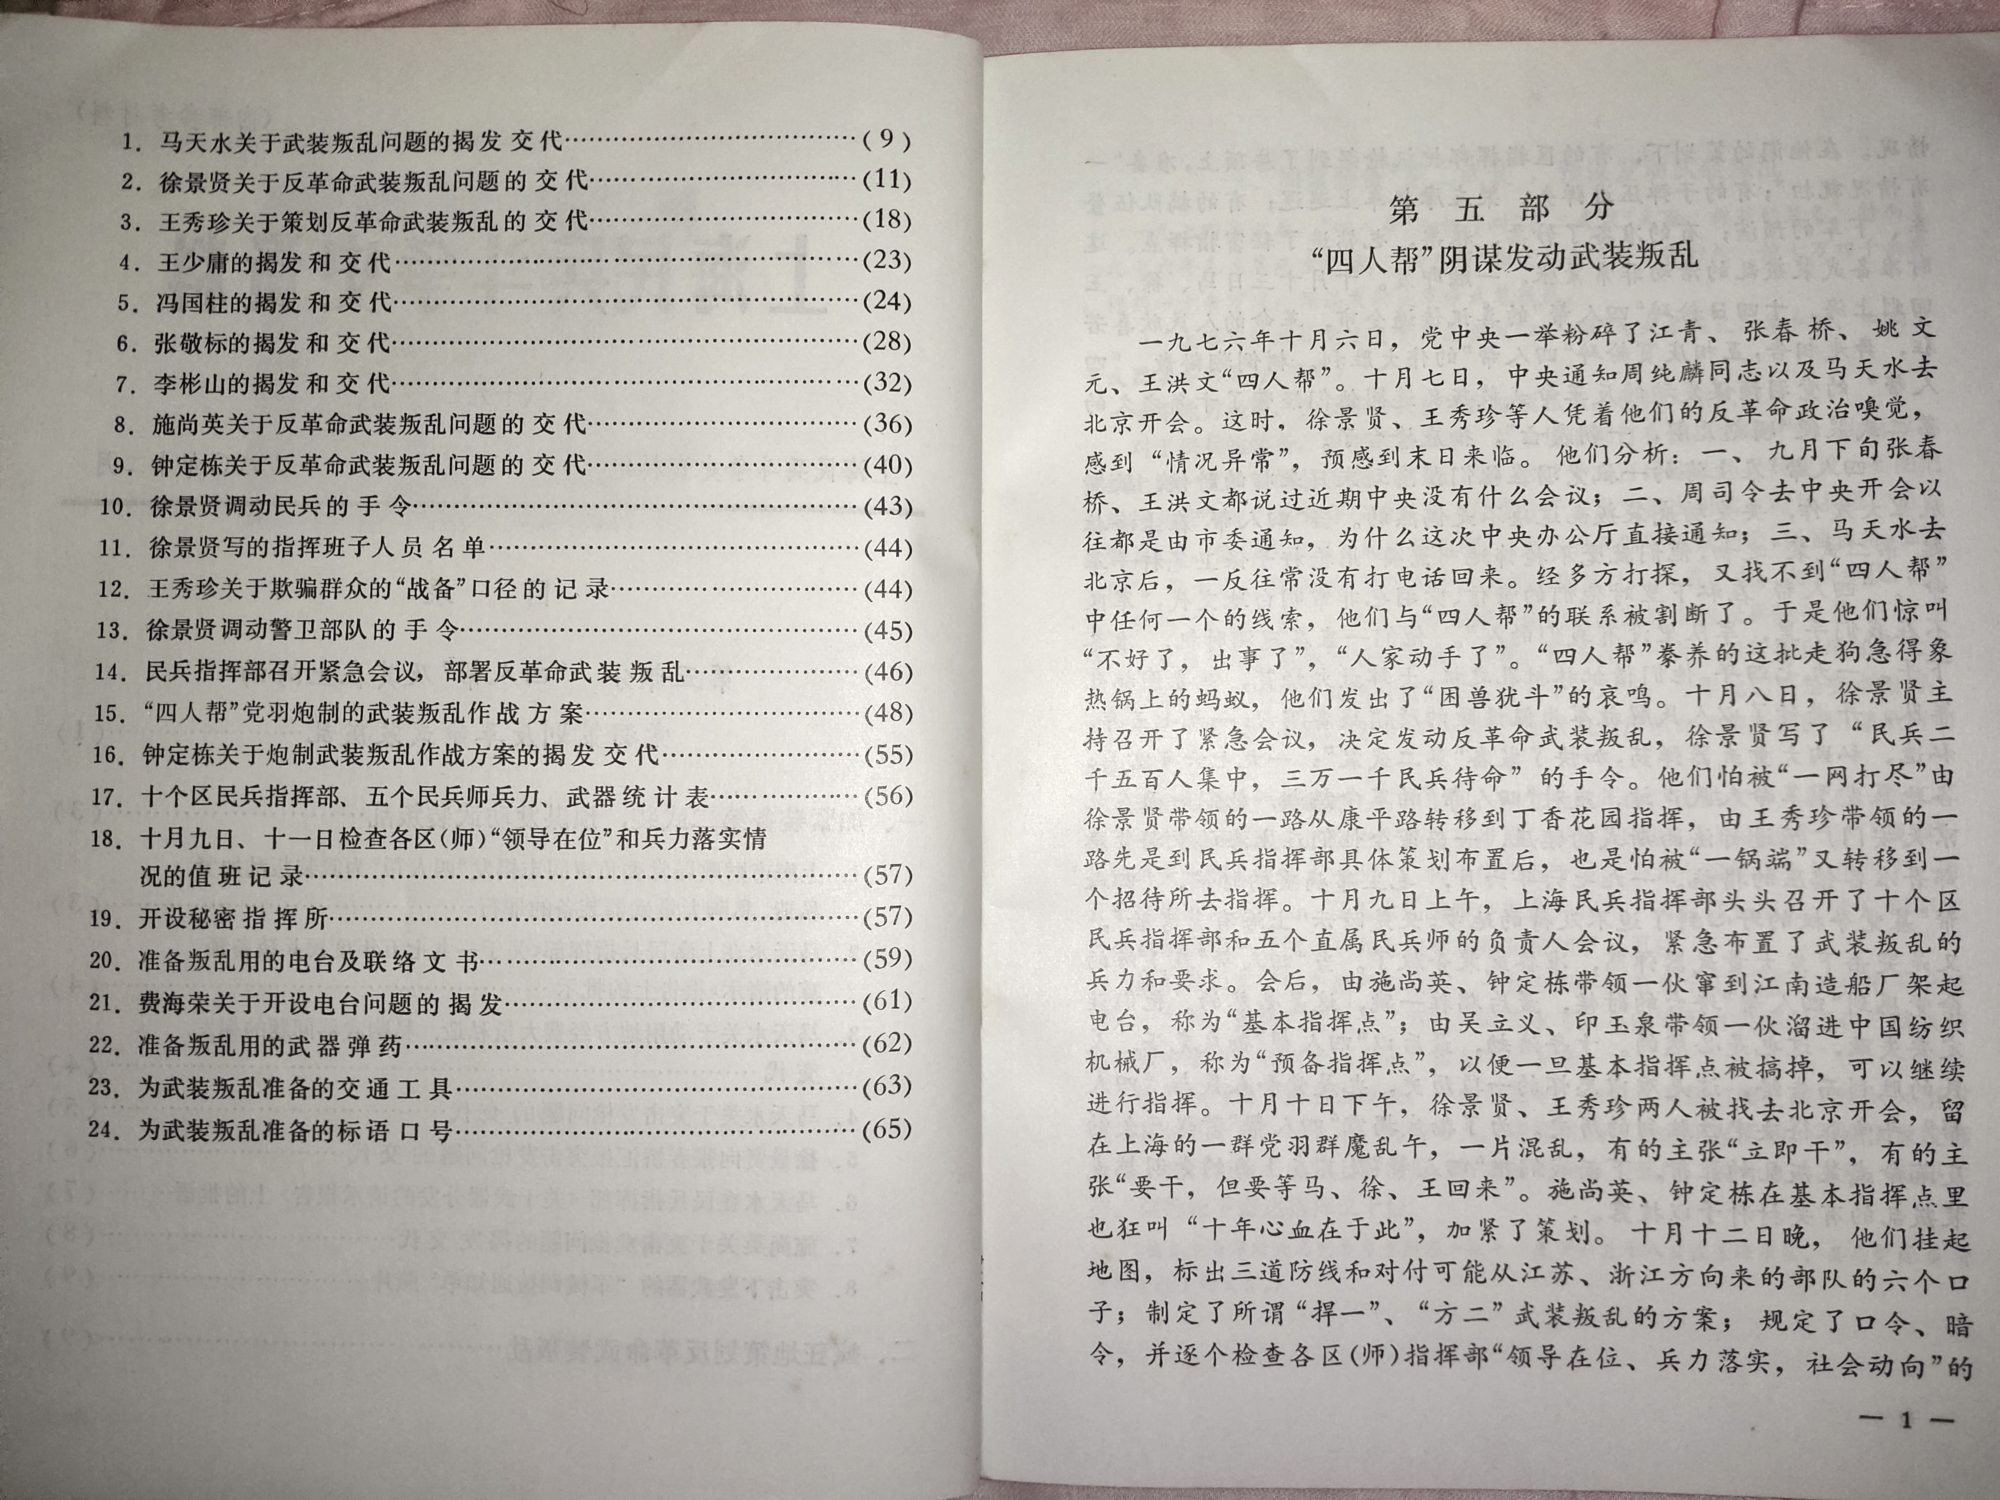 1．马天水关于武装叛乱问题的揭发交代……………………………(9)
2．徐景贤关于反革命武装叛乱问题的交代…………………………(11)
3．王秀珍关于策划反革命武装叛乱的交代…………………………(18)
4．王少庸的揭发和交代………………………………………………(23)
5．冯国柱的揭发和交代………………………………………………(24)
6．张敬标的揭发和交代………………………………………………(28)
7．李彬山的揭发和交代………………………………………………(32)
8．施尚英关于反革命武装叛乱问题的交代…………………………(36)
9．钟定栋关于反革命武装叛乱问题的交代…………………………(40)
10．徐景贤调动民兵的手令……………………………………………(43)
11．徐景贤写的指挥班子人员名单……………………………………(44)
12．王秀珍关于欺骗群众的“战备”口径的记录………………………(44)
13．徐景贤调动警卫部队的手令………………………………………(45)
14．民兵指挥部召开紧急会议，部署反革命武装叛乱………………(46)
15．“四人帮”党羽炮制的武装叛乱作战方案…………………………(48)
16．钟定栋关于炮制武装叛乱作战方案的揭发交代…………………(55)
17．十个区民兵指挥部、五个民兵师兵力、武器统计表……………(56)
18．十月九日、十一日检查各区(师)“领导在位”和兵力落实情
况的值班记录…………………………………………………………(57)
19．开设秘密指挥所……………………………………………………(57)
20．准备叛乱用的电台及联络文书……………………………………(59)
21．费海荣关于开设电台问题的揭发…………………………………(61)
22．准备叛乱用的武器弹药……………………………………………(62)
23．为武装叛乱准备的交通工具………………………………………(63)
24．为武装叛乱准备的标语口号………………………………………(65)
第五部分
“四人帮”阴谋发动武装叛乱
一九七六年十月六日，党中央一举粉碎了江青、张春桥、姚文
元、王洪文“四人帮”。十月七日，中央通知周纯麟同志以及马天水去
北京开会。这时，徐景贤、王秀珍等人凭着他们的反革命政治嗅觉，
感到“情况异常”，预感到末日来临。他们分析：一、九月下旬张春
桥、王洪文都说过近期中央没有什么会议；二、周司令去中央开会以
往都是由市委通知，为什么这次中央办公厅直接通知；三、马天水去
北京后，一反往常没有打电话回来。经多方打探，又找不到“四人帮”
中任何一个的线索，他们与“四人帮”的联系被割断了。于是他们惊叫
“不好了，出事了”，“人家动手了”。“四人帮”豢养的这批走狗急得象
热锅上的蚂蚁，他们发出了“困兽犹斗”的哀鸣。十月八日，徐景贤主
持召开了紧急会议，决定发动反革命武装叛乱，徐景贤写了“民兵二
千五百人集中，三万一千民兵待命”的手令。他们怕被“一网打尽”由
徐景贤带领的一路从康平路转移到丁香花园指挥，由王秀珍带领的一
路先是到民兵指挥部具体策划布置后，也是怕被“一锅端”又转移到一
个招待所去指挥。十月九日上午，上海民兵指挥部头头召开了十个区
民兵指挥部和五个直属民兵师的负责人会议，紧急布置了武装叛乱的
兵力和要求。会后，由施尚英、钟定栋带领一伙窜到江南造船厂架起
电台，称为“基本指挥点”；由吴立义、印玉泉带领一伙溜进中国纺织
机械厂，称为“预备指挥点”，以便一旦基本指挥点被搞掉，可以继续
进行指挥。十月十日下午，徐景贤、王秀珍两人被找去北京开会，留
在上海的一群党羽群魔乱午，一片混乱，有的主张“立即干”，有的主
张“要干，但要等马、徐、王回来”。施尚英、钟定栋在基本指挥点里
也狂叫“十年心血在于此”，加紧了策划。十月十二日晚，他们挂起
地图，标出三道防线和对付可能从江苏、浙江方向来的部队的六个口
子；制定了所谓“捍一”、“方二”武装叛乱的方案；规定了口令、暗
令，并逐个检查各区(师)指挥部“领导在位、兵力落实，社会动向”的
— 1 —